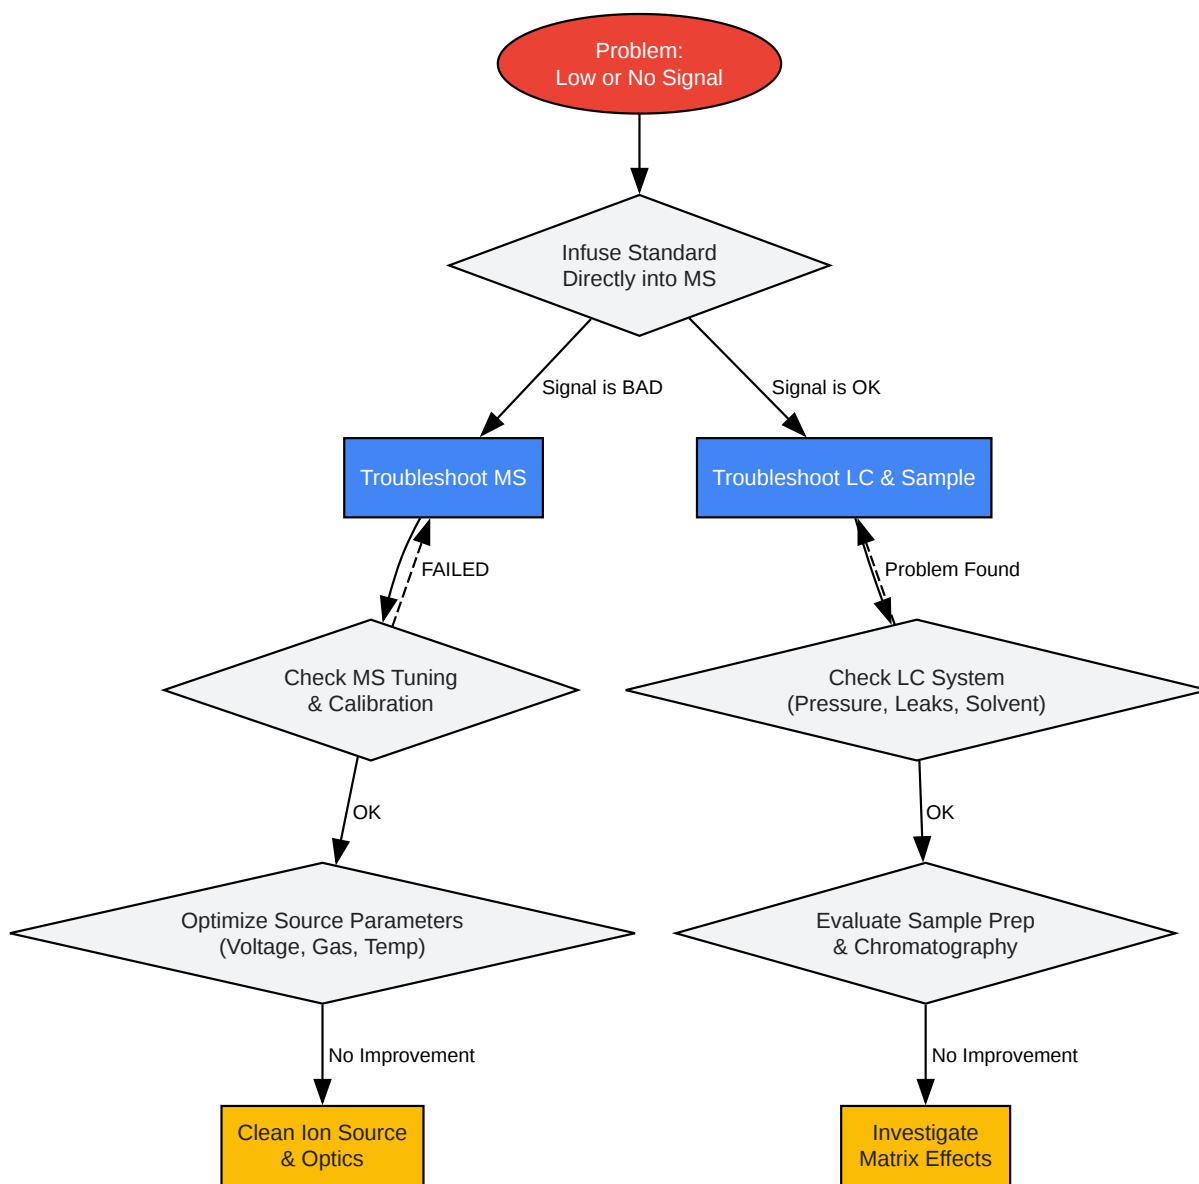 Problem:
Low or No Signal
Infuse Standard
Directly into MS
Signal is BAD
Signal is OK
Troubleshoot MS
Troubleshoot LC & Sample
FAILED
Problem Found
Check MS Tuning
& Calibration
Check LC System
(Pressure, Leaks, Solvent)
OK
OK
Optimize Source Parameters
(Voltage, Gas, Temp)
Evaluate Sample Prep
& Chromatography
No Improvement
No Improvement
Clean Ion Source
& Optics
Investigate
Matrix Effects